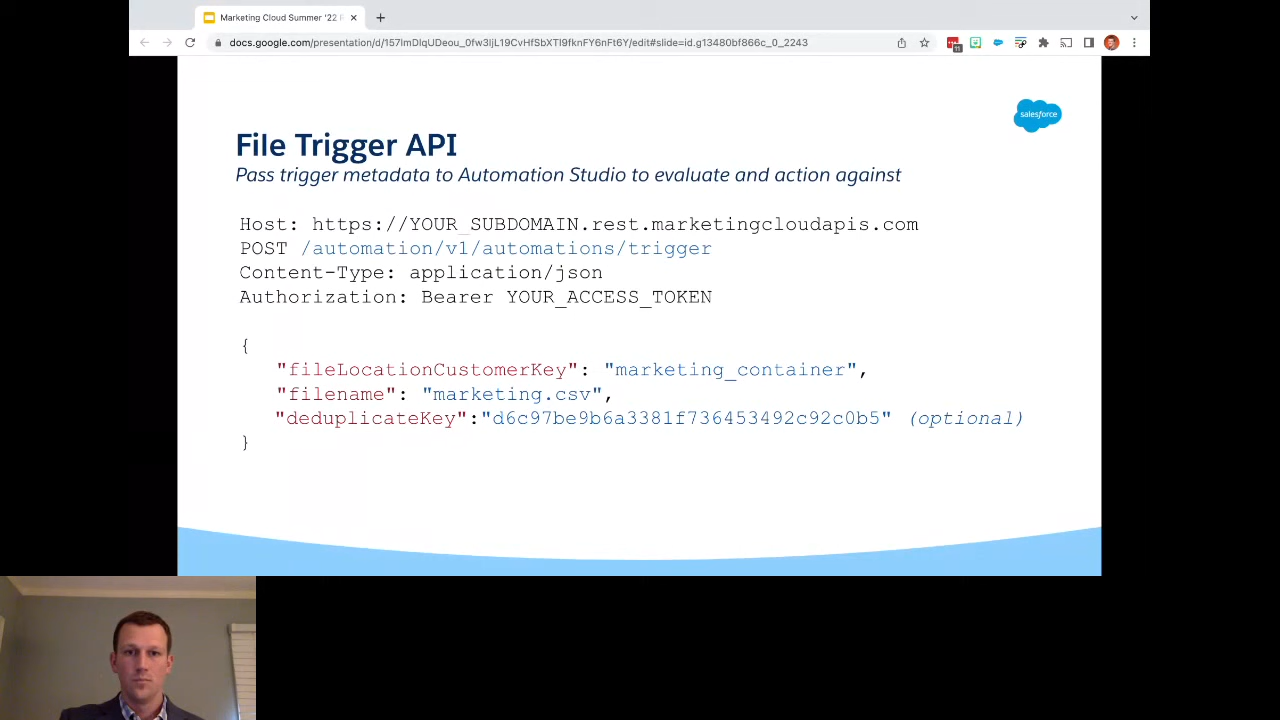 Marketing Cloud Summer '22 R
docs.google.com/presentation/d/157lmDlqUDeou_0fw3ljL19CvHfSbXTl9fknFY6nFt6Y/edit#slide=id.g13480bf866c_0_2243
11
salesforce
File Trigger API
Pass trigger metadata to Automation Studio to evaluate and action against
Host: https://YOUR_SUBDOMAIN.rest.marketingcloudapis.com
POST /automation/v1/automations/trigger
Content-Type: application/json
Authorization: Bearer YOUR_ACCESS_TOKEN
{
"fileLocationCustomerKey": "marketing_container",
"filename": "marketing.csv",
"deduplicateKey":"d6c97be9b6a3381f736453492c92c0b5" (optional)
}